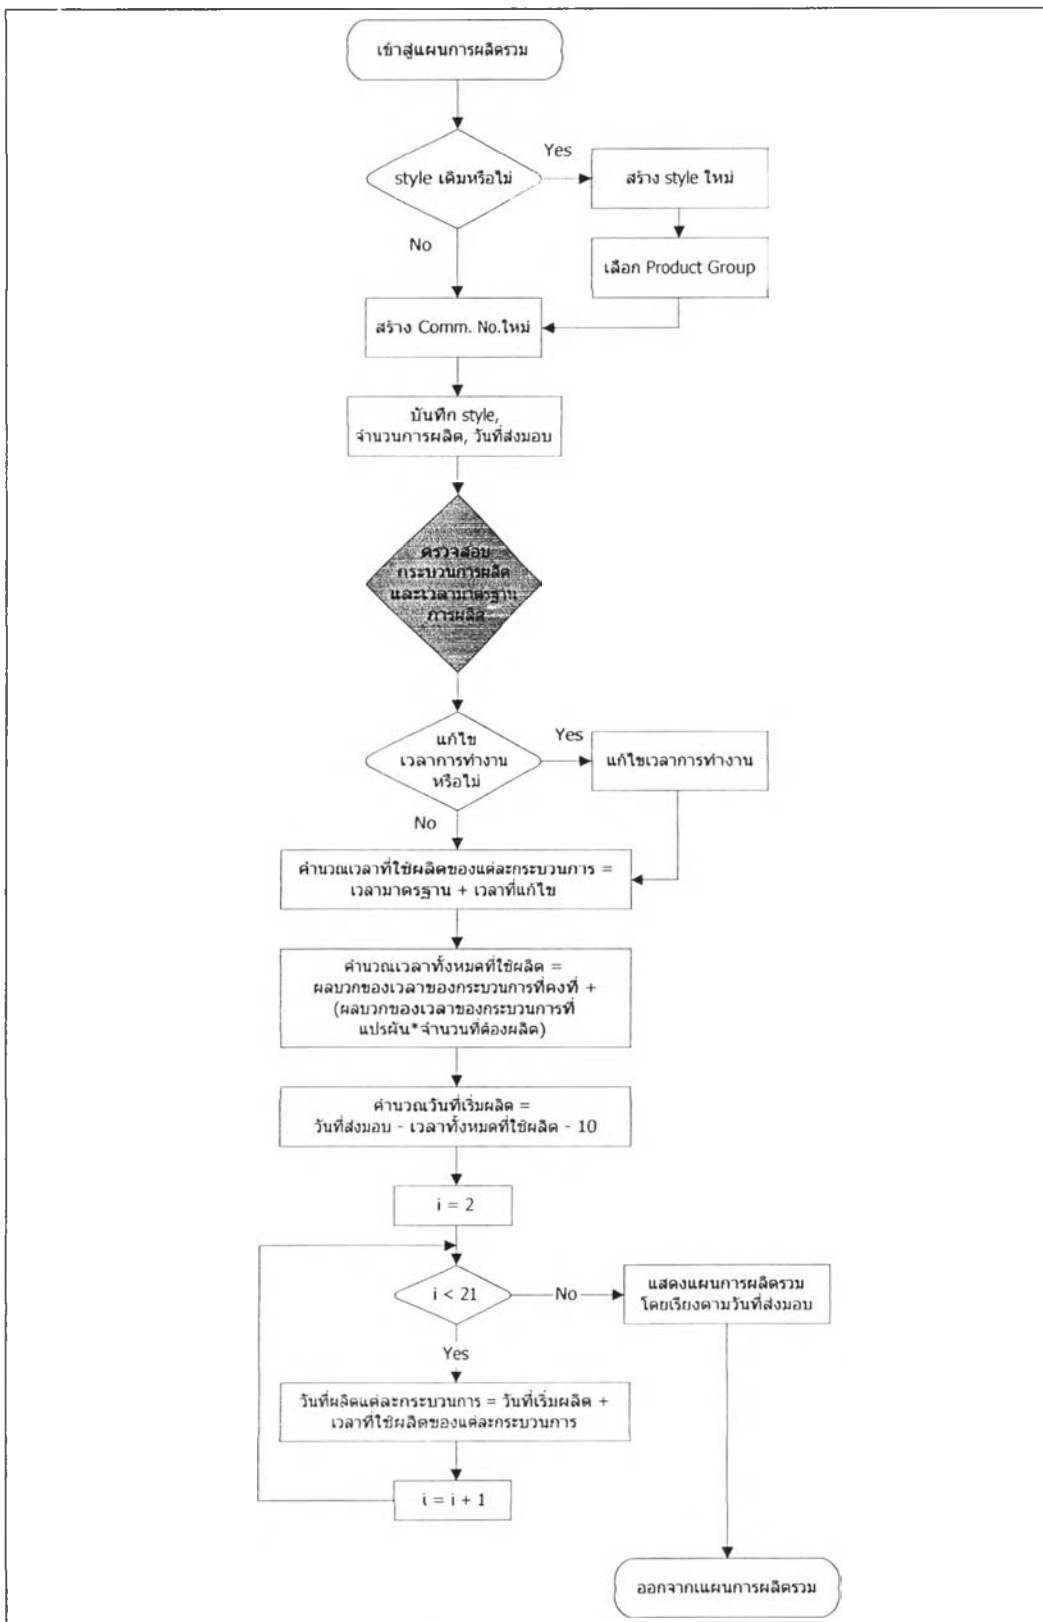 เข้าสู่แผนการผลิตรวม
style เดิมหรือไม่
Yes
สร้าง style ใหม่
No
เลือก Product Group
สร้าง Comm. No.ใหม่
บันทึก style,
จำนวนการผลิต, วันที่ส่งมอบ
ตรวจสอบ
กระบวนการผลิต
และเวลามาตรฐาน
การผลิต
แก้ไข
เวลาการทำงาน
หรือไม่
Yes
แก้ไขเวลาการทำงาน
No
คำนวณเวลาที่ใช้ผลิตของแต่ละกระบวนการ =
เวลามาตรฐาน + เวลาที่แก้ไข
คำนวณเวลาทั้งหมดที่ใช้ผลิต =
ผลบวกของเวลาของกระบวนการที่คงที่ +
(ผลบวกของเวลาของกระบวนการที่
แปรผัน*จำนวนที่ต้องผลิต)
คำนวณวันที่เริ่มผลิต =
วันที่ส่งมอบ - เวลาทั้งหมดที่ใช้ผลิต - 10
i = 2
i < 21
No
แสดงแผนการผลิตรวม
โดยเรียงตามวันที่ส่งมอบ
Yes
วันที่ผลิตแต่ละกระบวนการ = วันที่เริ่มผลิต +
เวลาที่ใช้ผลิตของแต่ละกระบวนการ
i = i + 1
ออกจากแผนการผลิตรวม